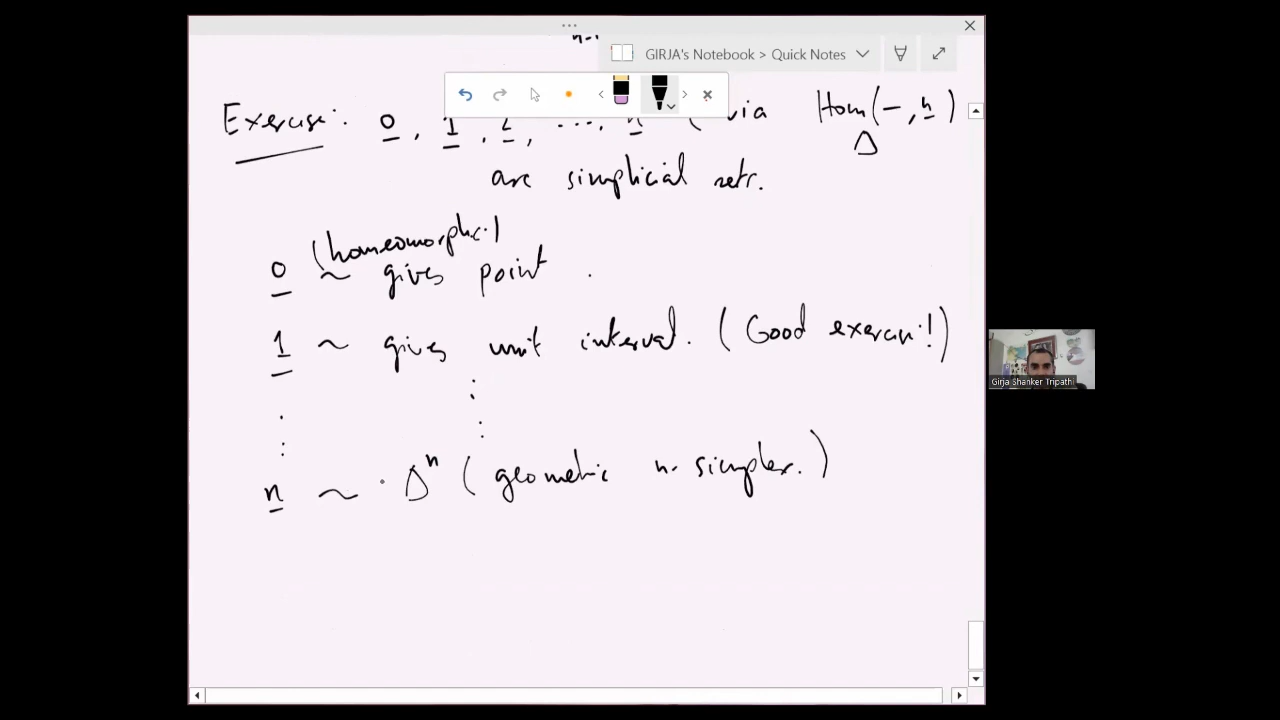 GIRJA's Notebook > Quick Notes
Exercise: 0, 1, 2, ..., n (via Hom(-, n)
Δ
are simplicial sets.
(homeomorphic)
0 ~ gives point .
1 ~ gives unit interval. (Good exercise!)
:
n ~ Δⁿ (geometric n-simplex.)
Girja Shanker Tripathi